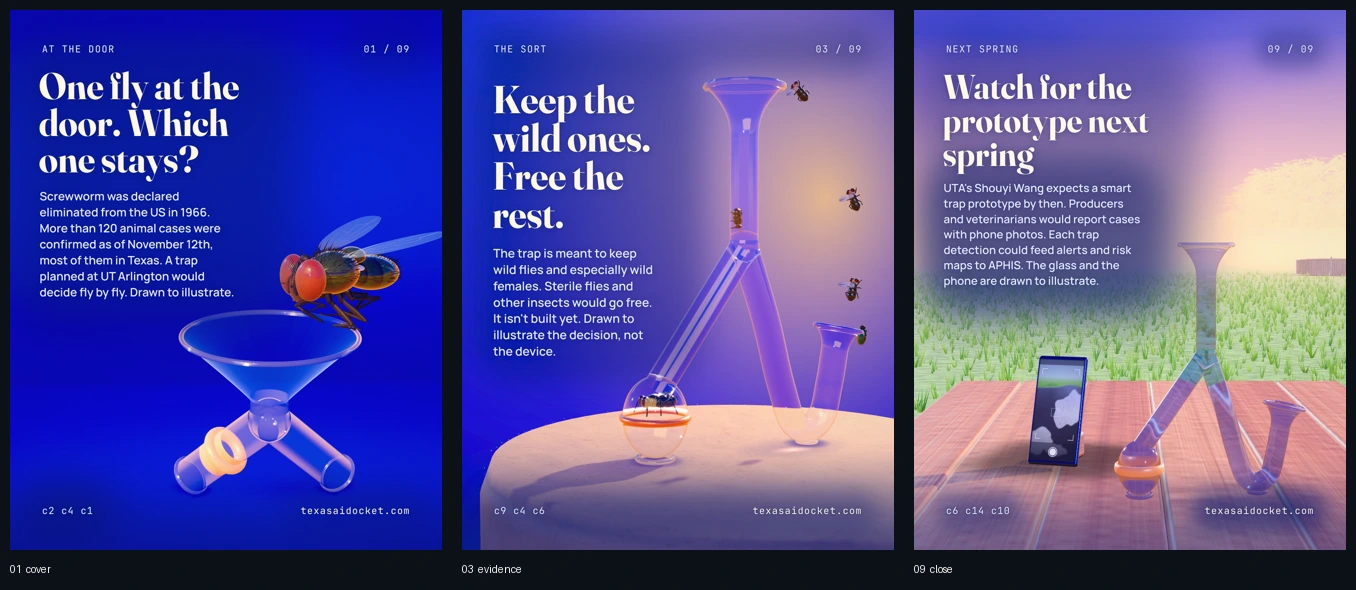 AT THE DOOR
01 / 09
One fly at the
door. Which
one stays?
Screwworm was declared
eliminated from the US in 1966.
More than 120 animal cases were
confirmed as of November 12th,
most of them in Texas. A trap
planned at UT Arlington would
decide fly by fly. Drawn to illustrate.
c2 c4 c1
texasaidocket.com
01 cover
THE SORT
03 / 09
Keep the
wild ones.
Free the
rest.
The trap is meant to keep
wild flies and especially wild
females. Sterile flies and
other insects would go free.
It isn't built yet. Drawn to
illustrate the decision, not
the device.
c9 c4 c6
texasaidocket.com
03 evidence
NEXT SPRING
09 / 09
Watch for the
prototype next
spring
UTA's Shouyi Wang expects a smart
trap prototype by then. Producers
and veterinarians would report cases
with phone photos. Each trap
detection could feed alerts and risk
maps to APHIS. The glass and the
phone are drawn to illustrate.
c6 c14 c10
texasaidocket.com
09 close